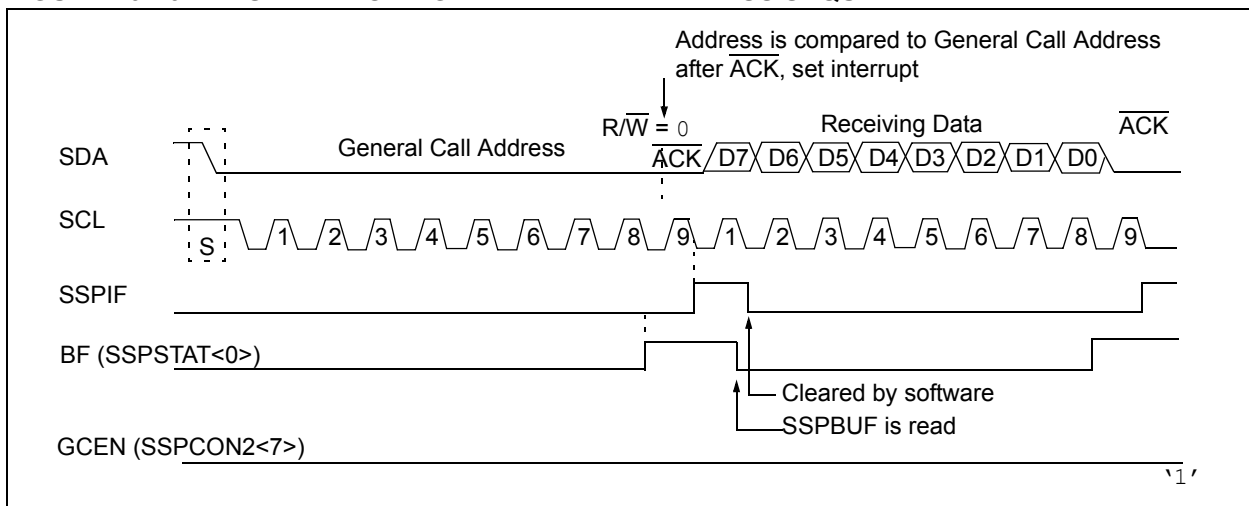 Address is compared to General Call Address
after ACK, set interrupt
R/W = 0
Receiving Data
ACK
SDA
General Call Address
ACK
D7 D6 D5 D4 D3 D2 D1 D0
SCL
S
1 2 3 4 5 6 7 8 9 1 2 3 4 5 6 7 8 9
SSPIF
BF (SSPSTAT<0>)
Cleared by software
SSPBUF is read
GCEN (SSPCON2<7>)
‘1’